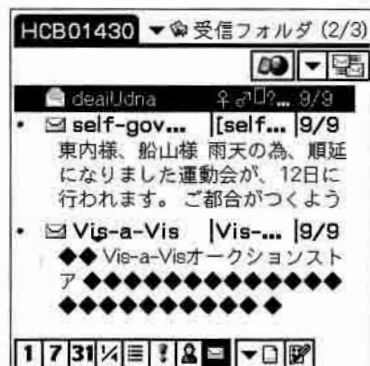 HCB01430 受信フォルダ (2/3)
deaiUdna ♀♂?... 9/9
self-gov... [self... 9/9
東内様、船山様 雨天の為、順延
になりました運動会が、12日に
行われます。 ご都合がつくよう
Vis-a-Vis Vis-... 9/9
◆◆ Vis-a-Visオークションスト
ア◆◆◆◆◆◆◆◆◆◆◆◆◆
◆◆◆◆◆◆◆◆◆◆◆
1 7 31